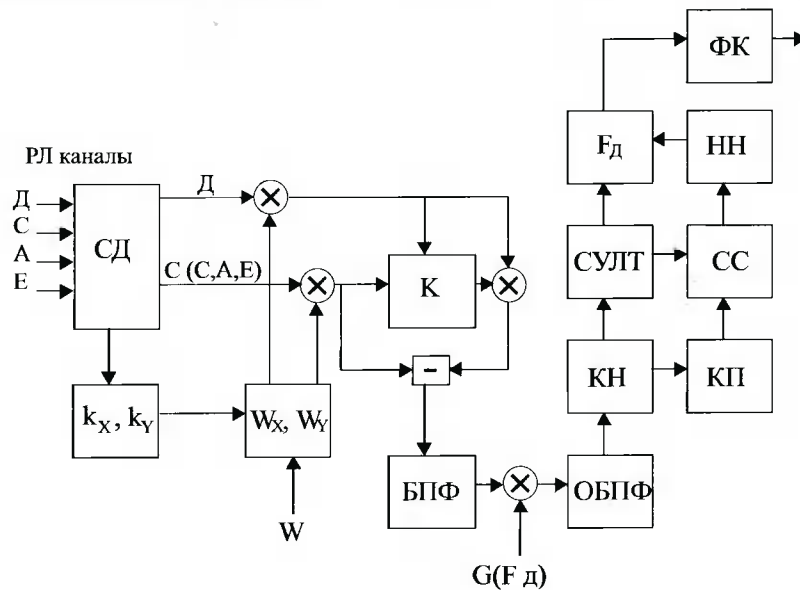 РЛ каналы
Д
С
А
Е
СД
Д
С (С,А,Е)
K
-
kX, kY
WX, WY
W
БПФ
G(F д)
ОБПФ
КН
КП
СУЛТ
СС
FД
НН
ФК